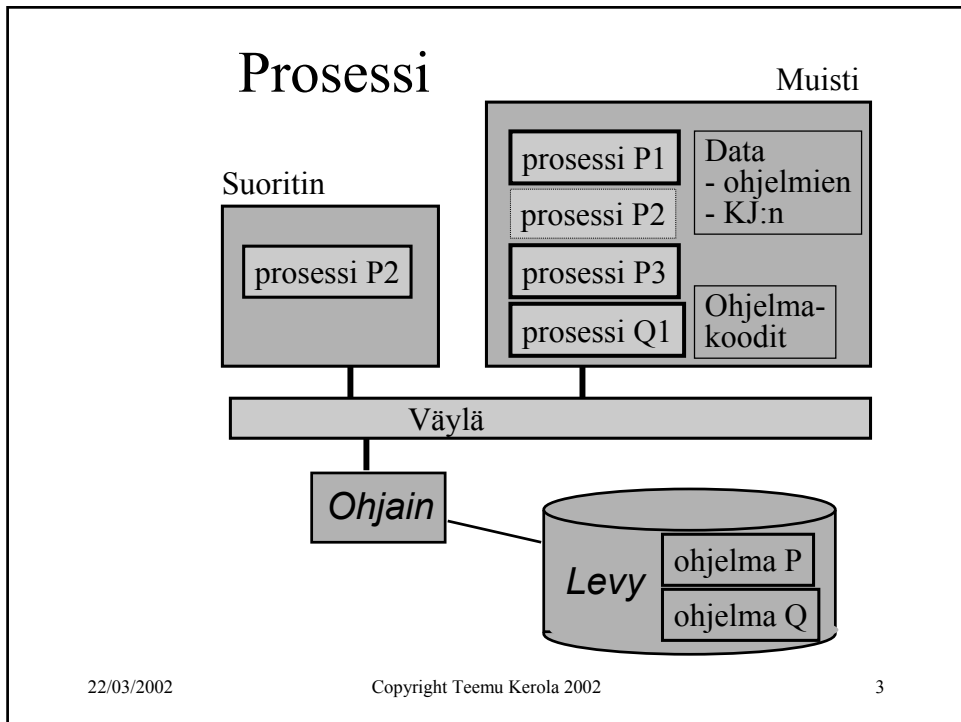 Prosessi
Muisti
Suoritin
prosessi P2
prosessi P1
prosessi P2
prosessi P3
prosessi Q1
Data
- ohjelmien
- KJ:n
Ohjelma-
koodit
Väylä
Ohjain
Levy
ohjelma P
ohjelma Q
22/03/2002
Copyright Teemu Kerola 2002
3